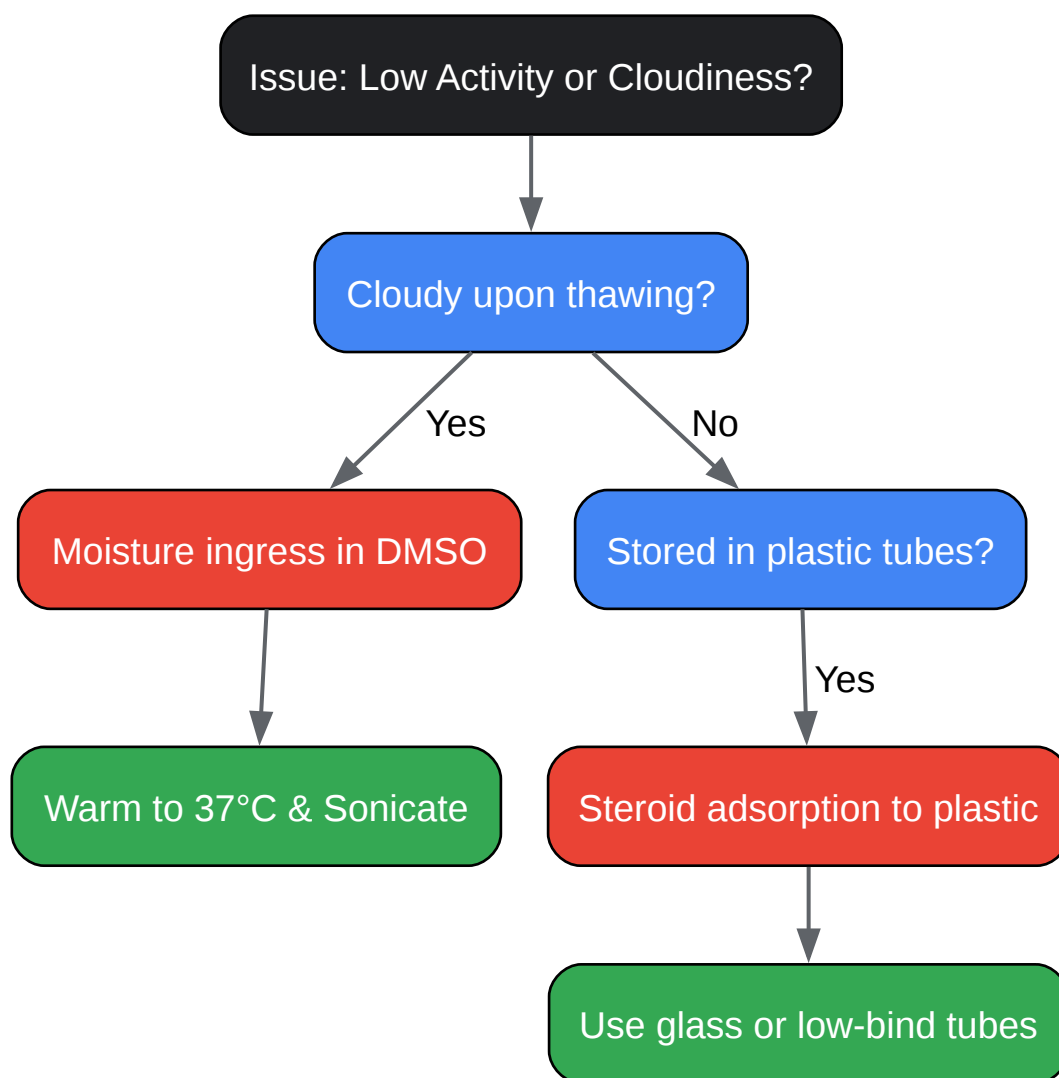 Issue: Low Activity or Cloudiness?
Cloudy upon thawing?
Yes
No
Moisture ingress in DMSO
Stored in plastic tubes?
Yes
Warm to 37°C & Sonicate
Steroid adsorption to plastic
Use glass or low-bind tubes